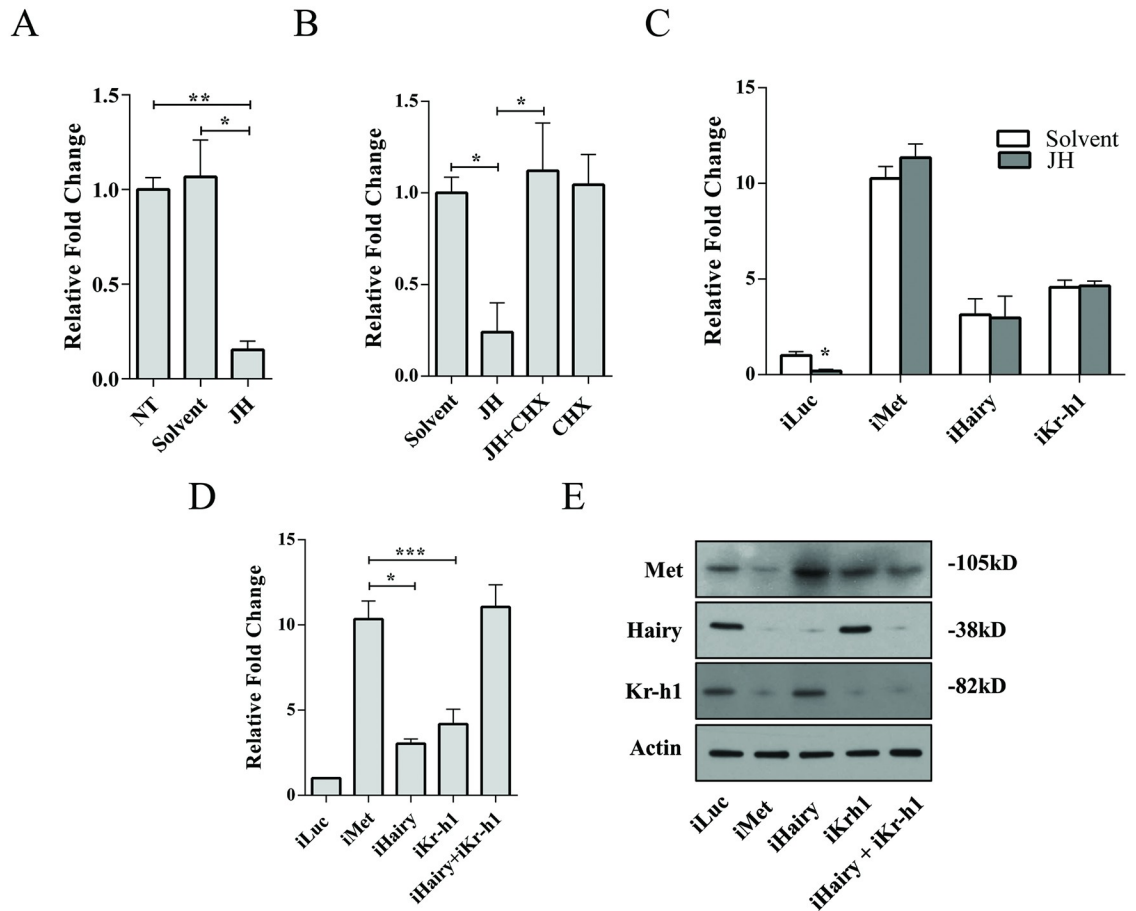 A
Relative Fold Change
1.5
1.0
0.5
0.0
**
*
NT
Solvent
JH
B
Relative Fold Change
1.5
1.0
0.5
0.0
*
*
Solvent
JH
JH+CHX
CHX
C
Relative Fold Change
15
10
5
0
Solvent
JH
*
iLuc
iMet
iHairy
iKr-h1
D
Relative Fold Change
15
10
5
0
***
*
iLuc
iMet
iHairy
iKr-h1
iHairy+iKr-h1
E
Met
-105kD
Hairy
-38kD
Kr-h1
-82kD
Actin
iLuc
iMet
iHairy
iKrh1
iHairy + iKr-h1